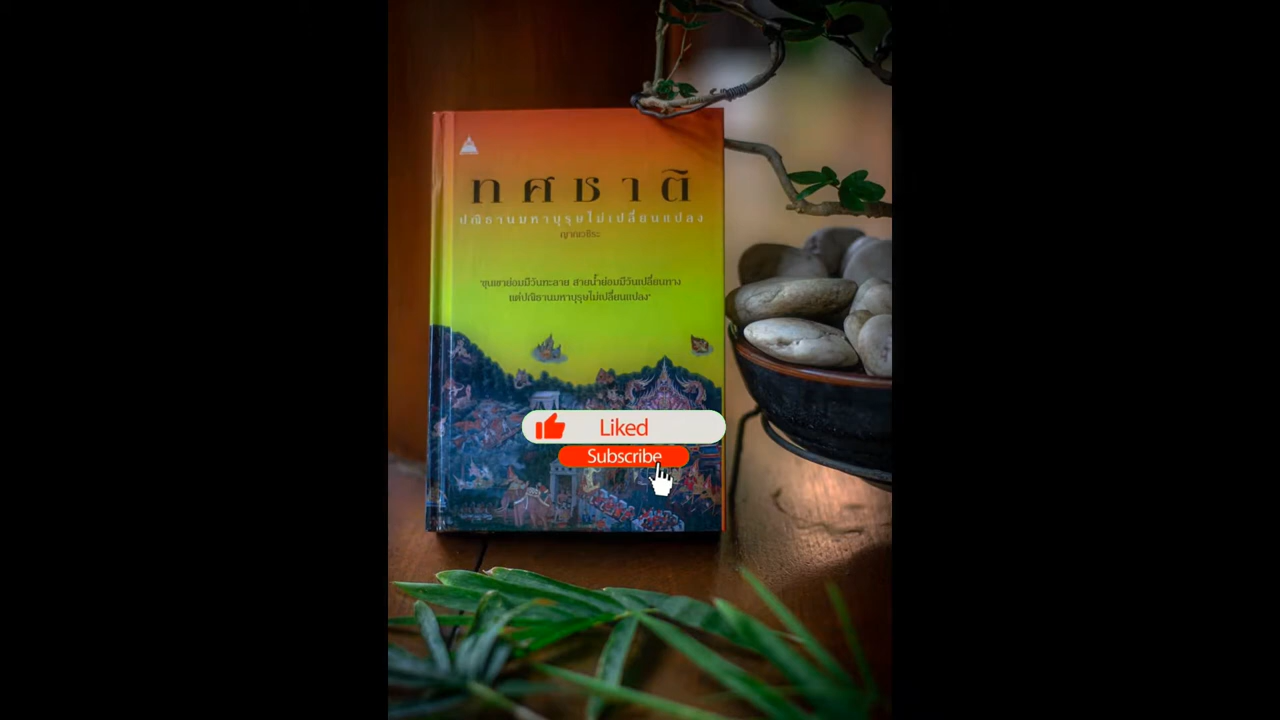 ทศชาติ
ปณิธานมหาบุรุษไม่เปลี่ยนแปลง
ญาณวชิระ
"ขุนเขาย่อมมีวันทะลาย สายน้ำย่อมมีวันเปลี่ยนทาง
แต่ปณิธานมหาบุรุษไม่เปลี่ยนแปลง"
Liked
Subscribe